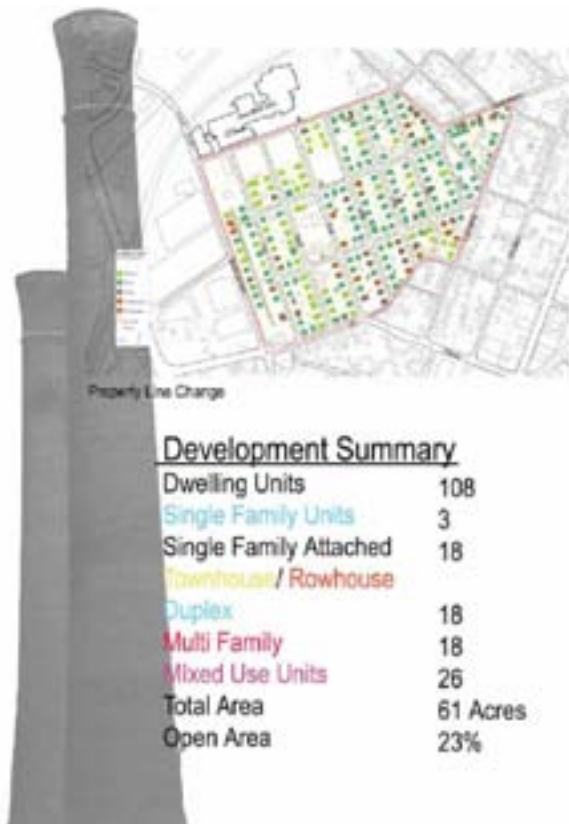 Property Line Change
Development Summary
Dwelling Units 108
Single Family Units 3
Single Family Attached 18
Townhouse/ Rowhouse
Duplex 18
Multi Family 18
Mixed Use Units 26
Total Area 61 Acres
Open Area 23%